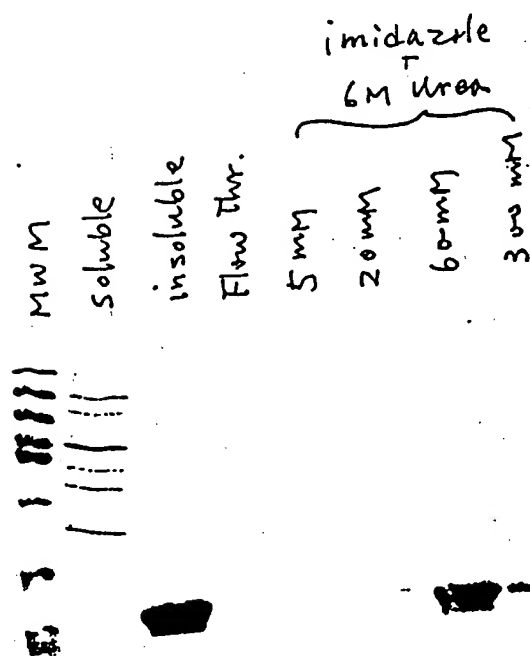 imidazole
+
6M Urea
MWM
soluble
insoluble
Flow Thr.
5 mM
20 mM
60 mM
300 mM